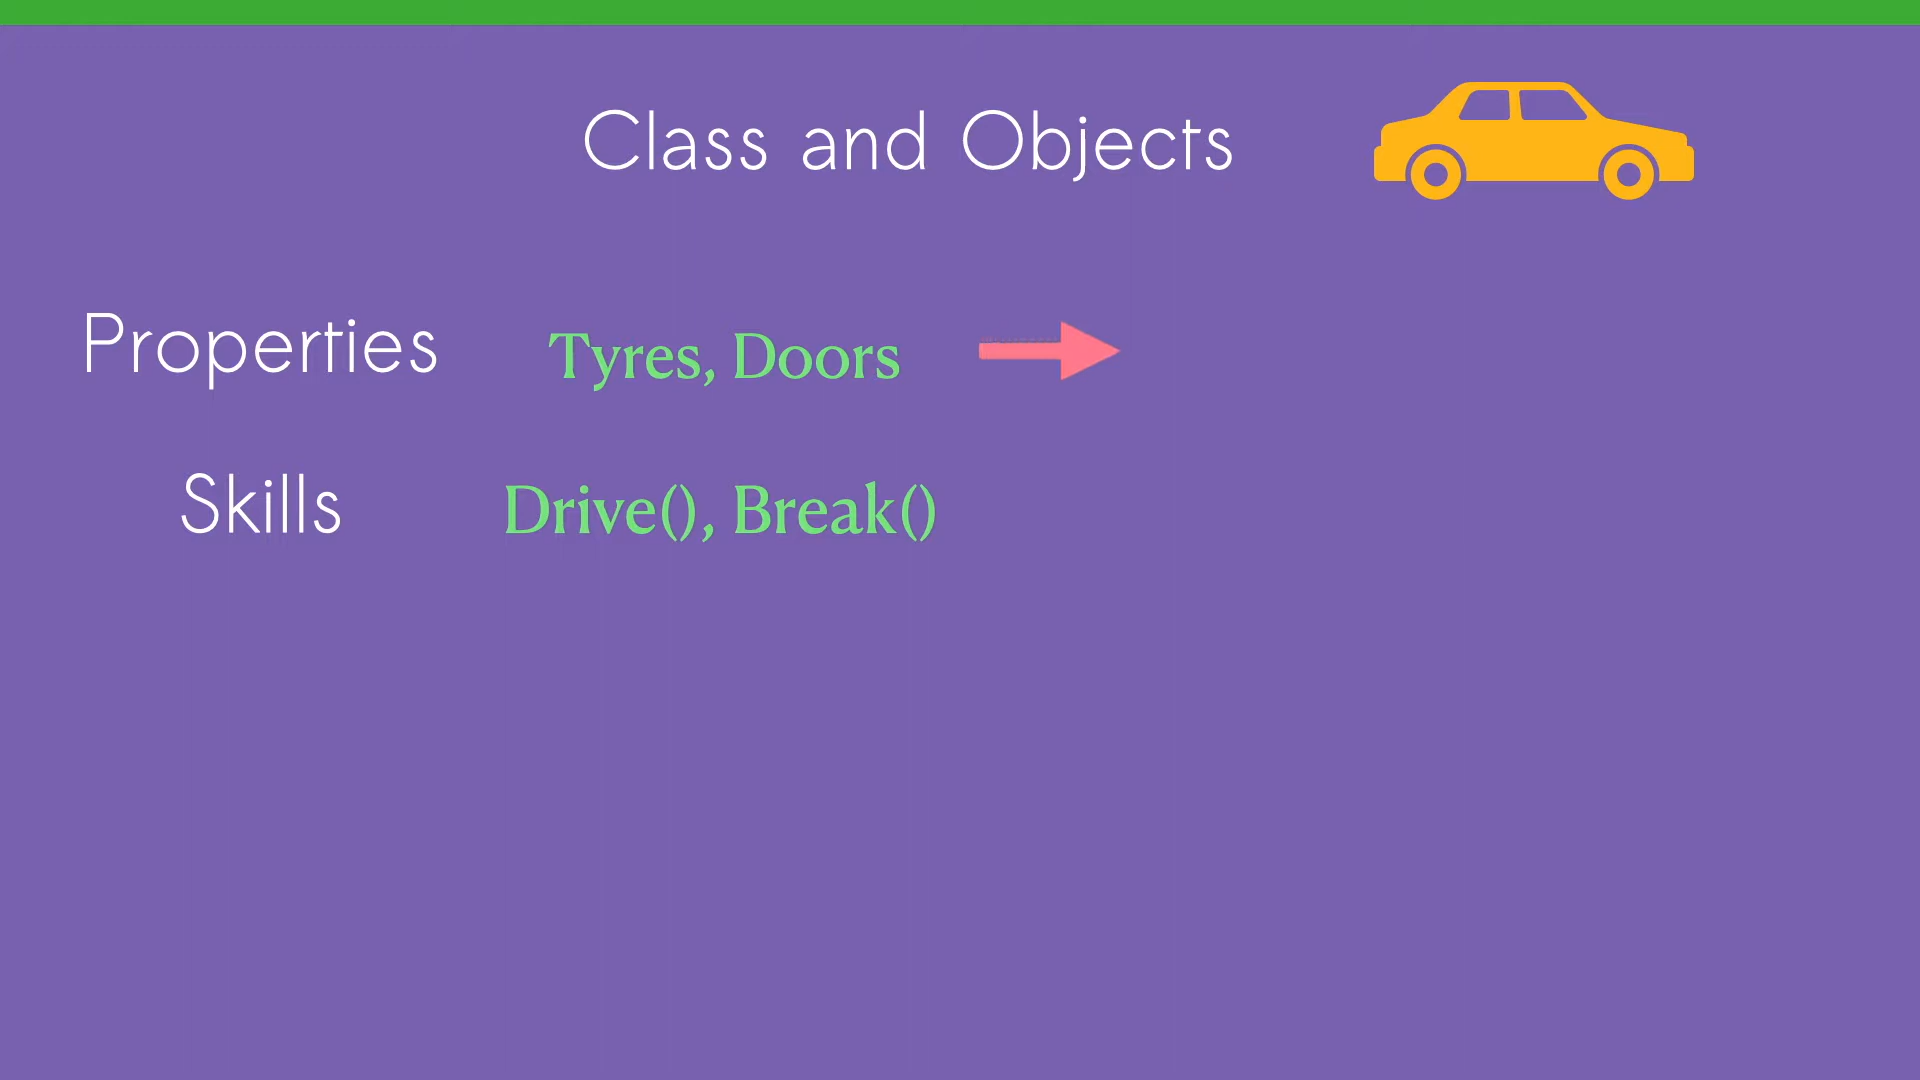 Class and Objects
Properties Tyres, Doors
Skills Drive(), Break()